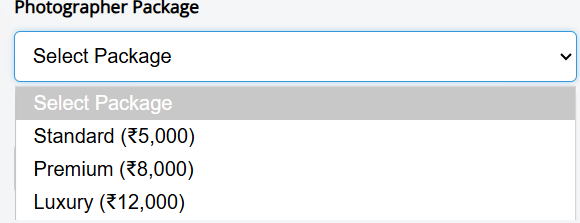 Photographer Package
Select Package
Select Package
Standard (₹5,000)
Premium (₹8,000)
Luxury (₹12,000)